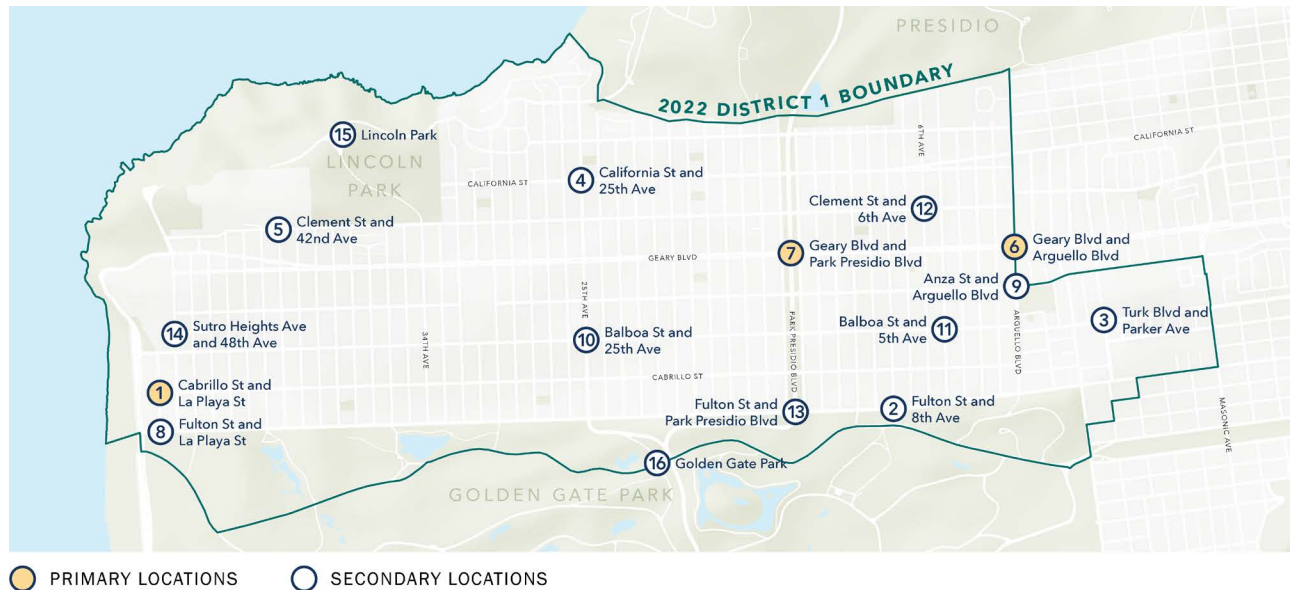 PRESIDIO
2022 DISTRICT 1 BOUNDARY
15 Lincoln Park
LINCOLN
PARK
6TH AVE
CALIFORNIA ST
CALIFORNIA ST
4 California St and
25th Ave
Clement St and
6th Ave 12
5 Clement St and
42nd Ave
7 Geary Blvd and
Park Presidio Blvd
6 Geary Blvd and
Arguello Blvd
GEARY BLVD
Anza St and
Arguello Blvd 9
25TH AVE
PARK PRESIDIO BLVD
ARGUELLO BLVD
34TH AVE
14 Sutro Heights Ave
and 48th Ave
10 Balboa St and
25th Ave
Balboa St and
5th Ave 11
3 Turk Blvd and
Parker Ave
CABRILLO ST
1 Cabrillo St and
La Playa St
8 Fulton St and
La Playa St
Fulton St and
Park Presidio Blvd 13
2 Fulton St and
8th Ave
MASONIC AVE
16 Golden Gate Park
GOLDEN GATE PARK
PRIMARY LOCATIONS
SECONDARY LOCATIONS